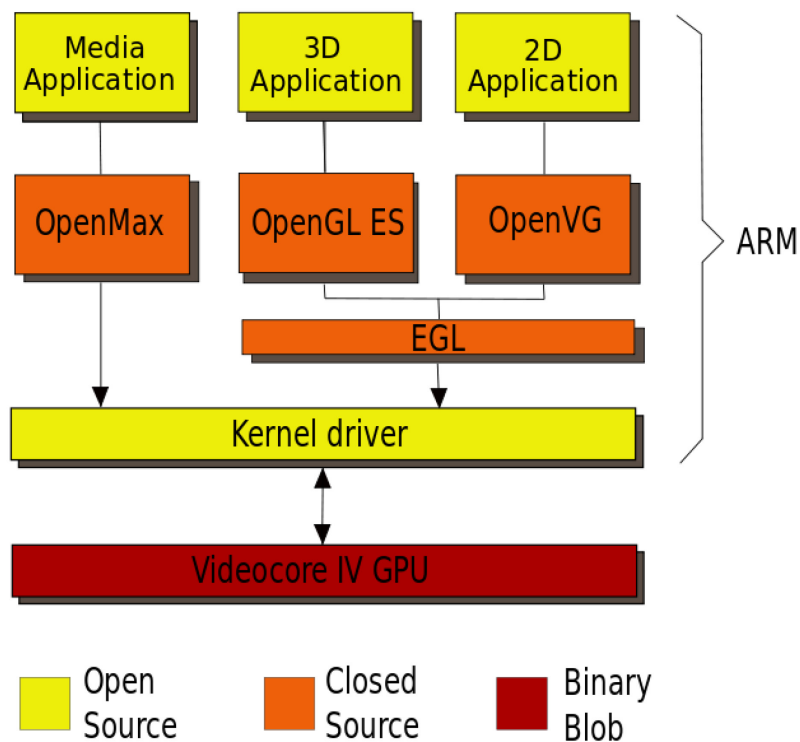 Media
Application
3D
Application
2D
Application
OpenMax
OpenGL ES
OpenVG
ARM
EGL
Kernel driver
Videocore IV GPU
Open
Source
Closed
Source
Binary
Blob